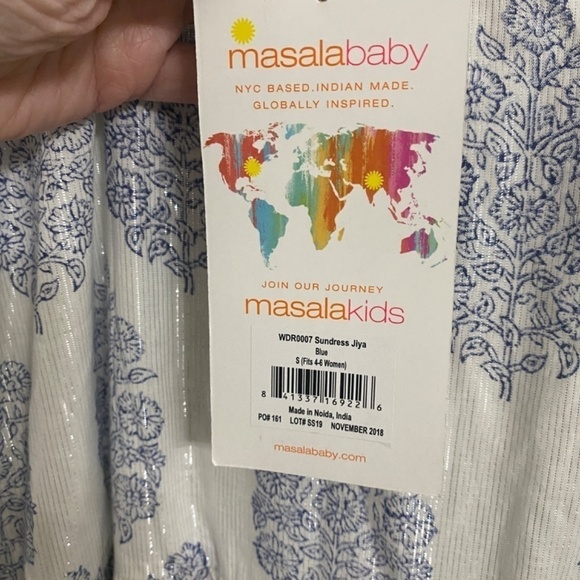 masalababy
NYC BASED.INDIAN MADE.
GLOBALLY INSPIRED.
JOIN OUR JOURNEY
masalakids
WDR0007 Sundress Jiya
Blue
S (Fits 4-6 Women)
8 41337 16922 6
Made in Noida, India
PO# 161 LOT# SS19 NOVEMBER 2018
masalababy.com